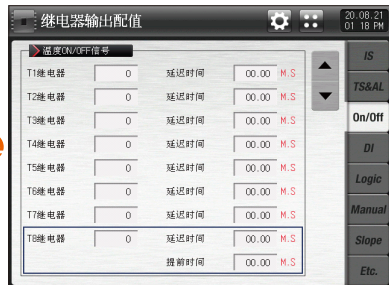 继电器输出配值
20.08.21
01 18 PM
温度ON/OFF信号
T1继电器 0 延迟时间 00.00 M.S
T2继电器 0 延迟时间 00.00 M.S
T3继电器 0 延迟时间 00.00 M.S
T4继电器 0 延迟时间 00.00 M.S
T5继电器 0 延迟时间 00.00 M.S
T6继电器 0 延迟时间 00.00 M.S
T7继电器 0 延迟时间 00.00 M.S
T8继电器 0 延迟时间 00.00 M.S
提前时间 00.00 M.S
IS
TS&AL
On/Off
DI
Logic
Manual
Slope
Etc.
e